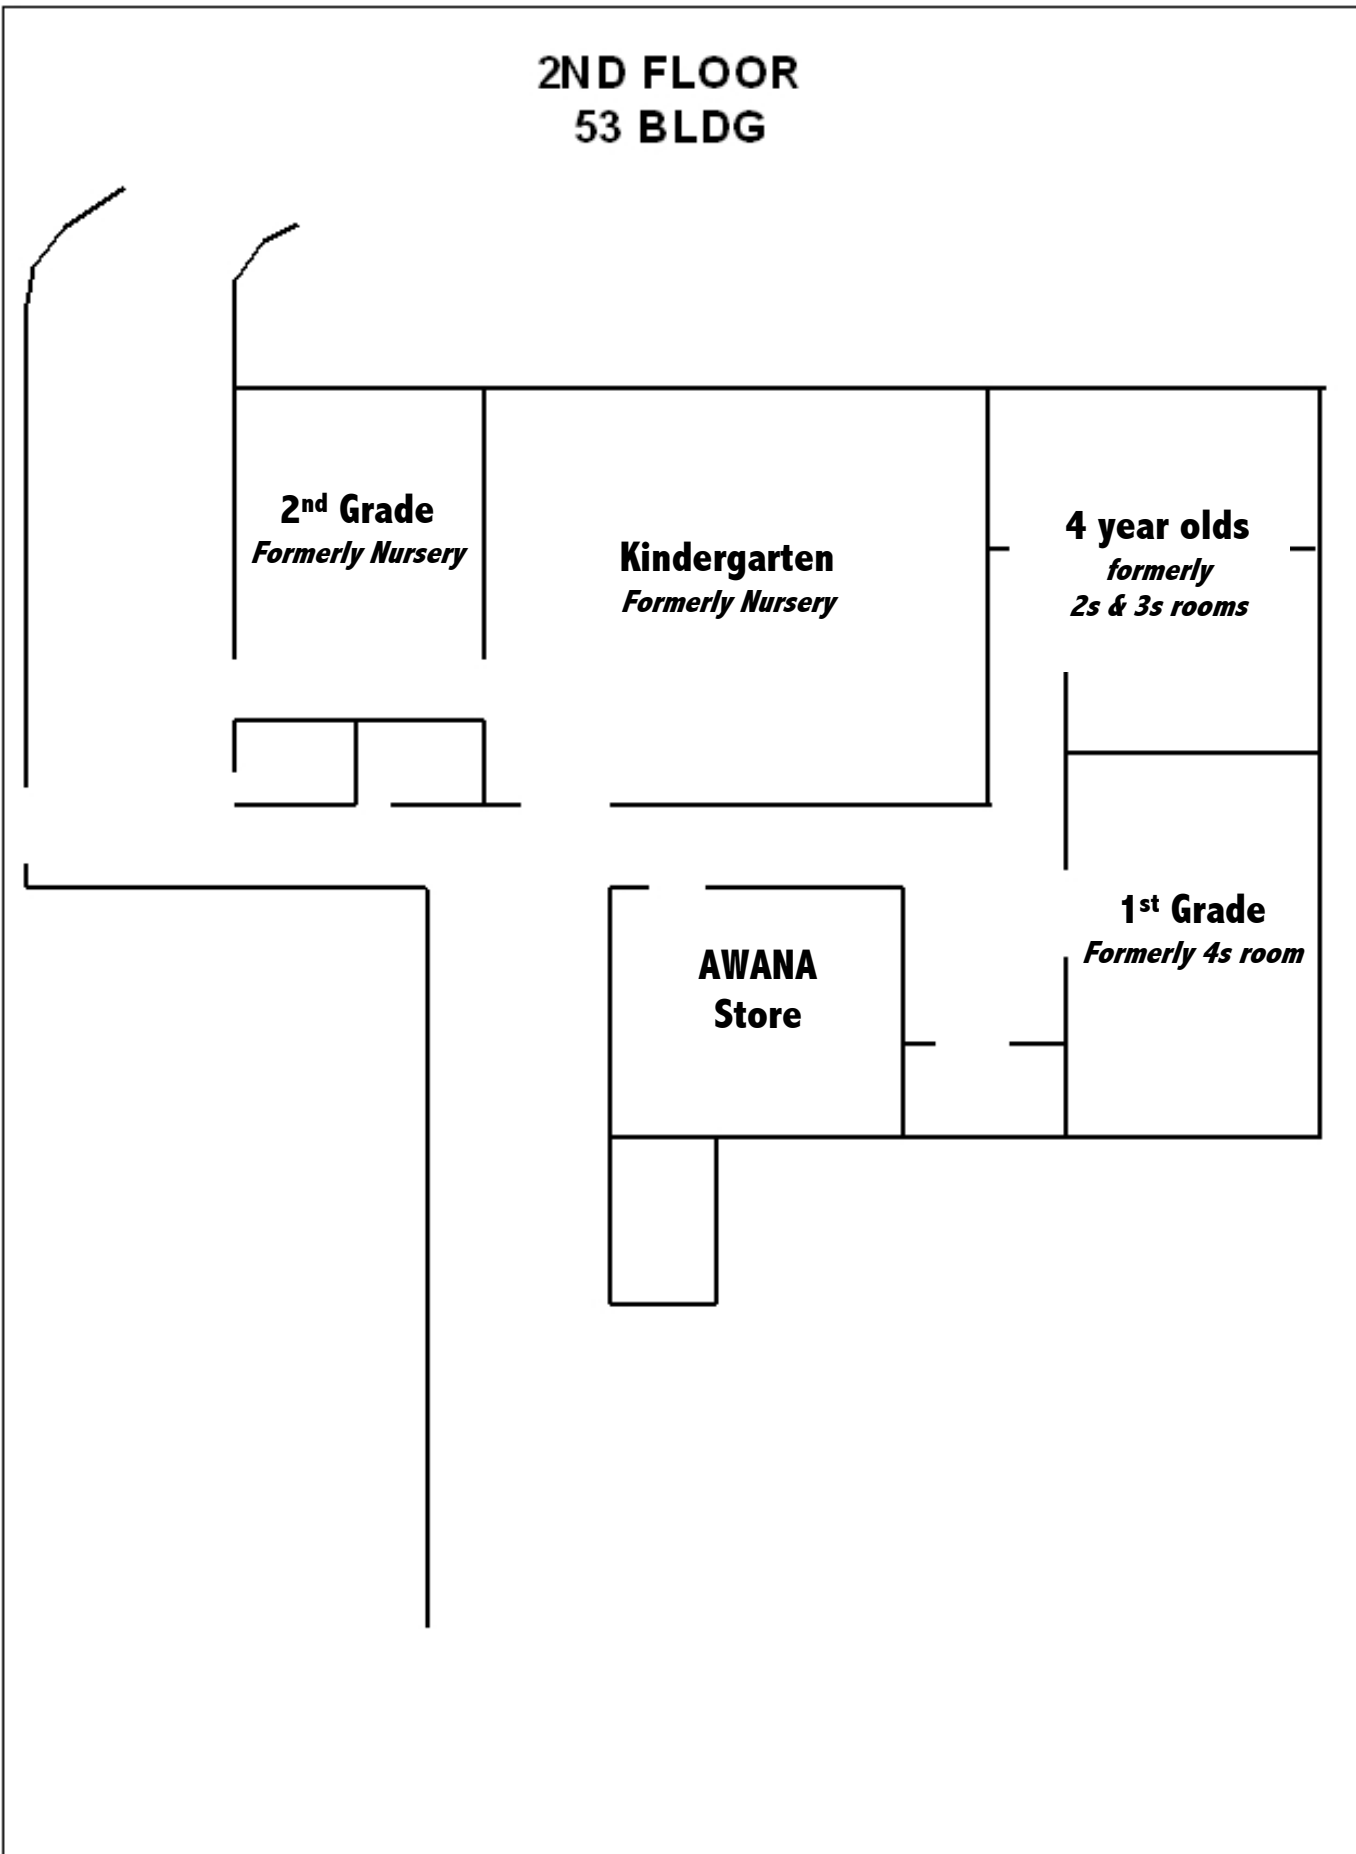 2ND FLOOR
53 BLDG
2nd Grade
Formerly Nursery
Kindergarten
Formerly Nursery
4 year olds
formerly
2s & 3s rooms
1st Grade
Formerly 4s room
AWANA
Store